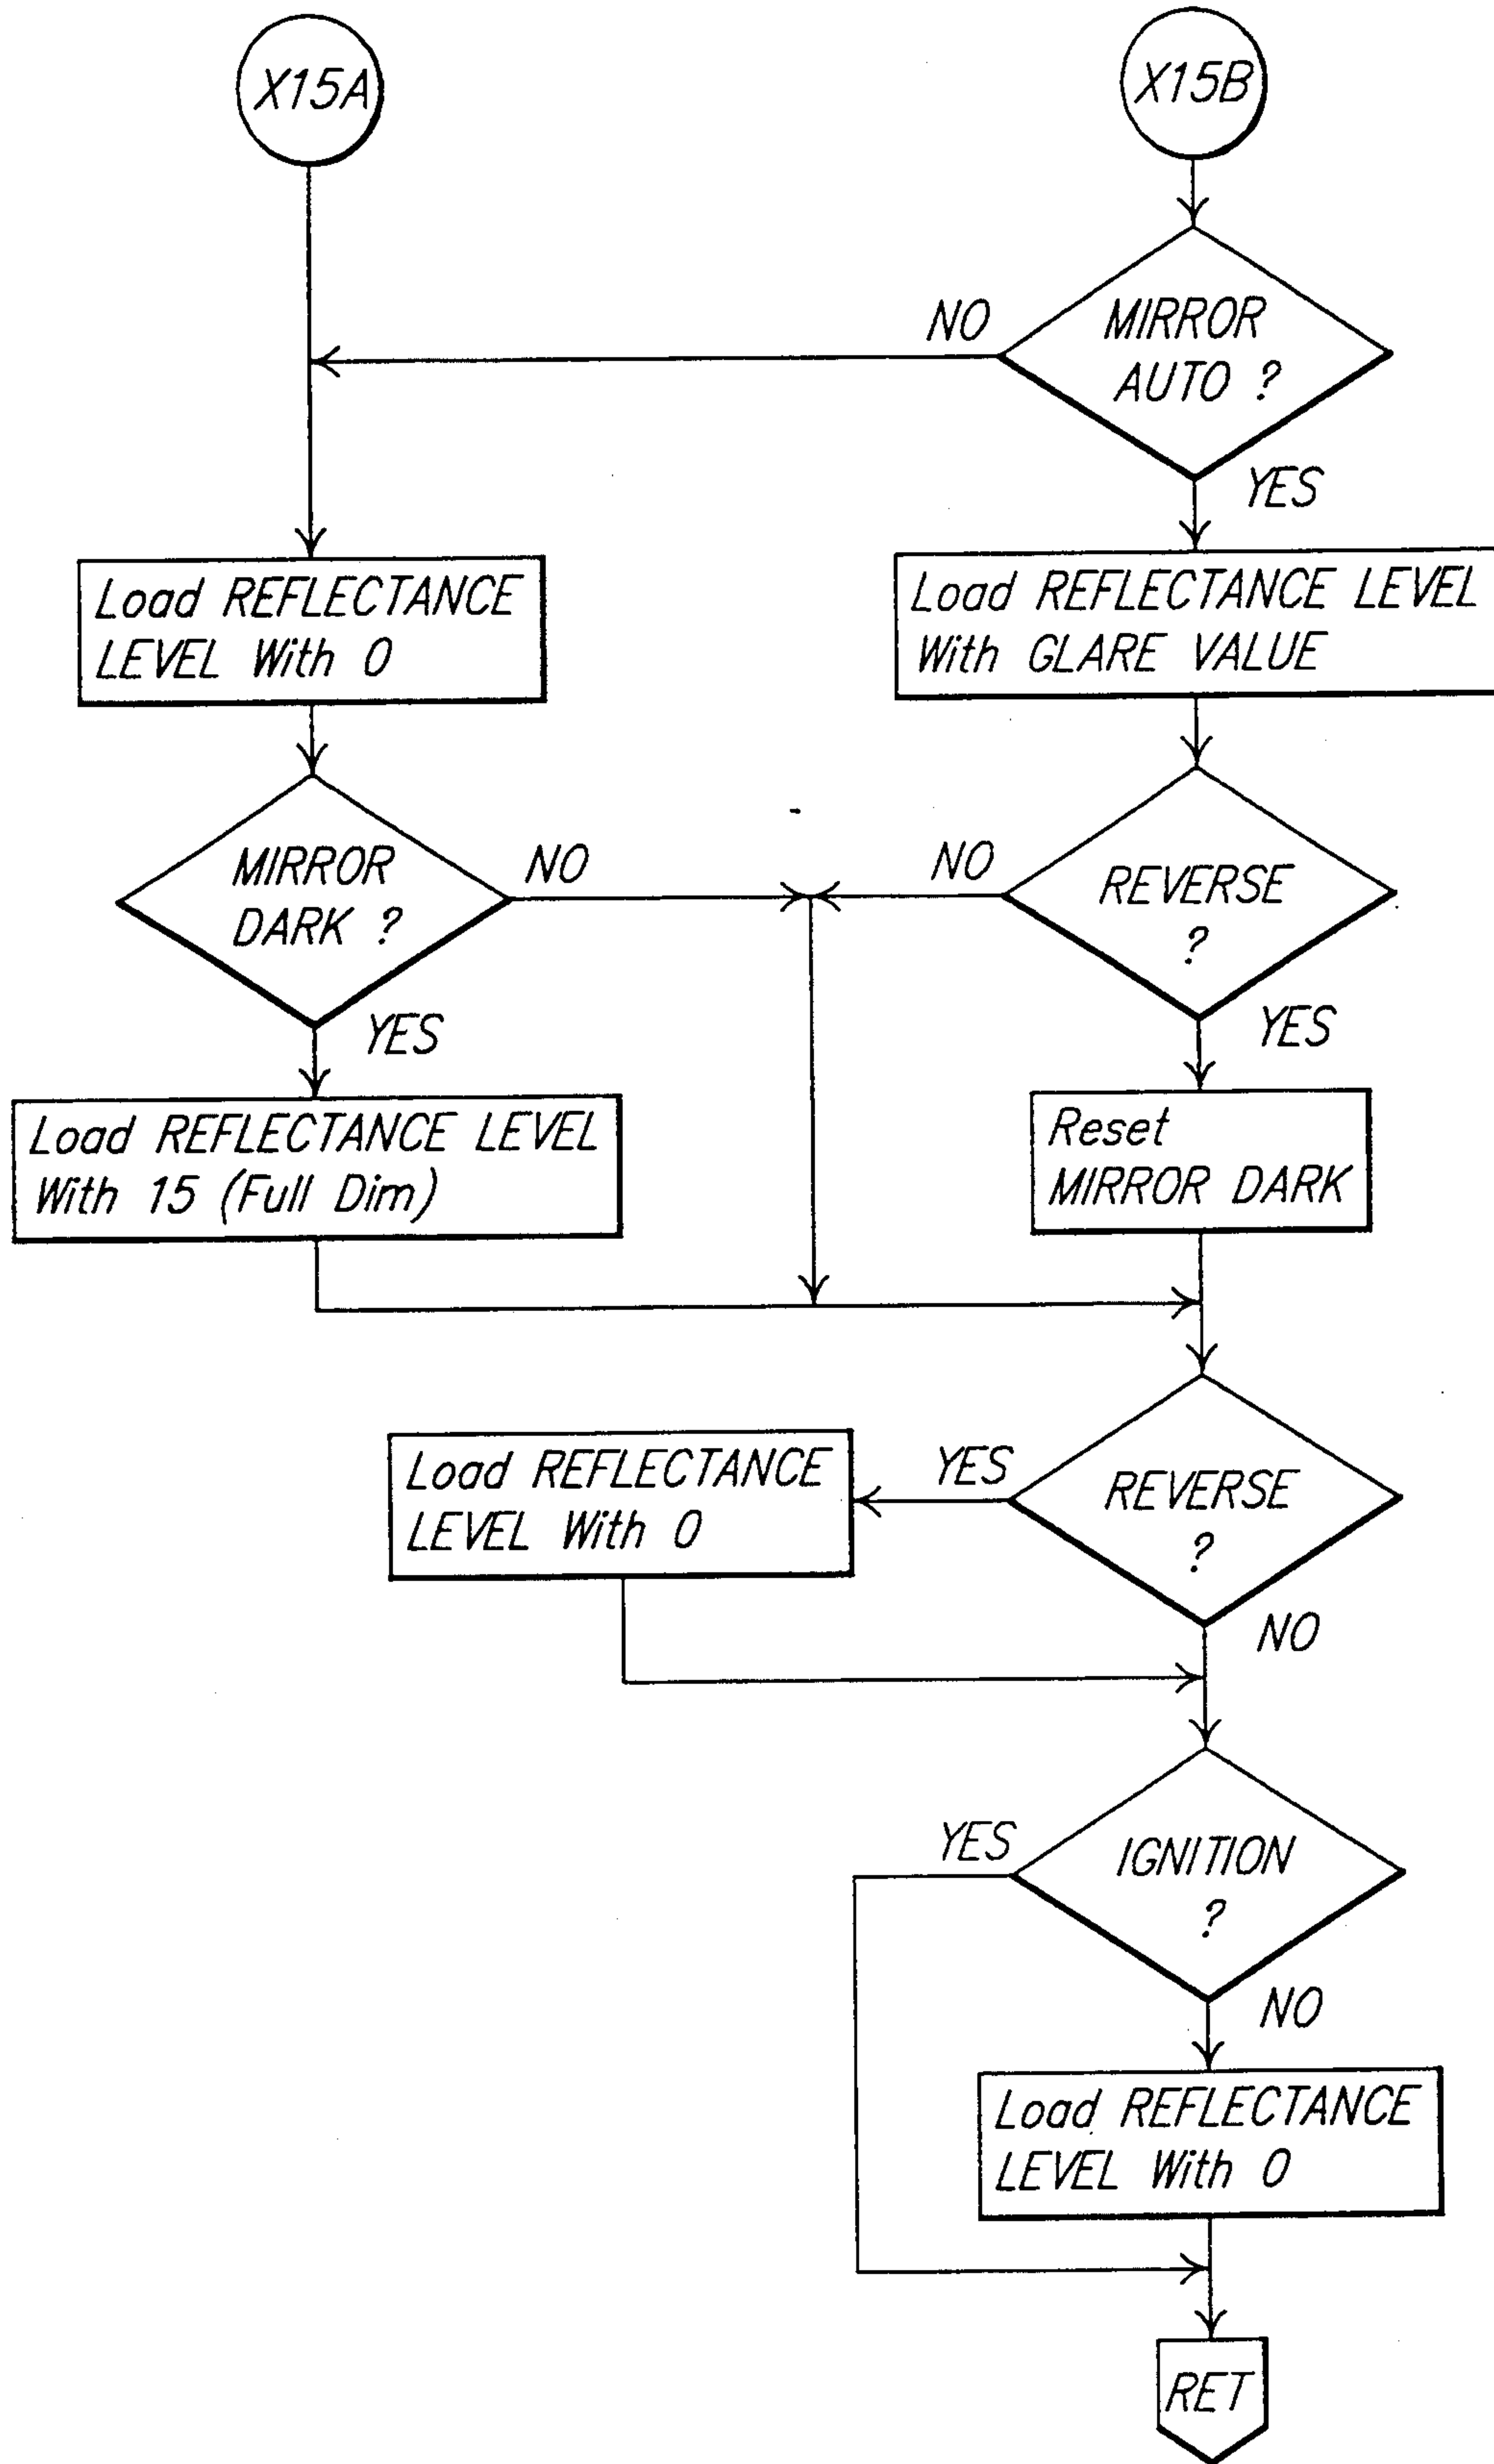 X15A
X15B
MIRROR
AUTO ?
NO
YES
Load REFLECTANCE
LEVEL With 0
Load REFLECTANCE LEVEL
With GLARE VALUE
MIRROR
DARK ?
NO
YES
REVERSE
?
NO
YES
Load REFLECTANCE LEVEL
With 15 (Full Dim)
Reset
MIRROR DARK
REVERSE
?
YES
NO
Load REFLECTANCE
LEVEL With 0
IGNITION
?
YES
NO
Load REFLECTANCE
LEVEL With 0
RET